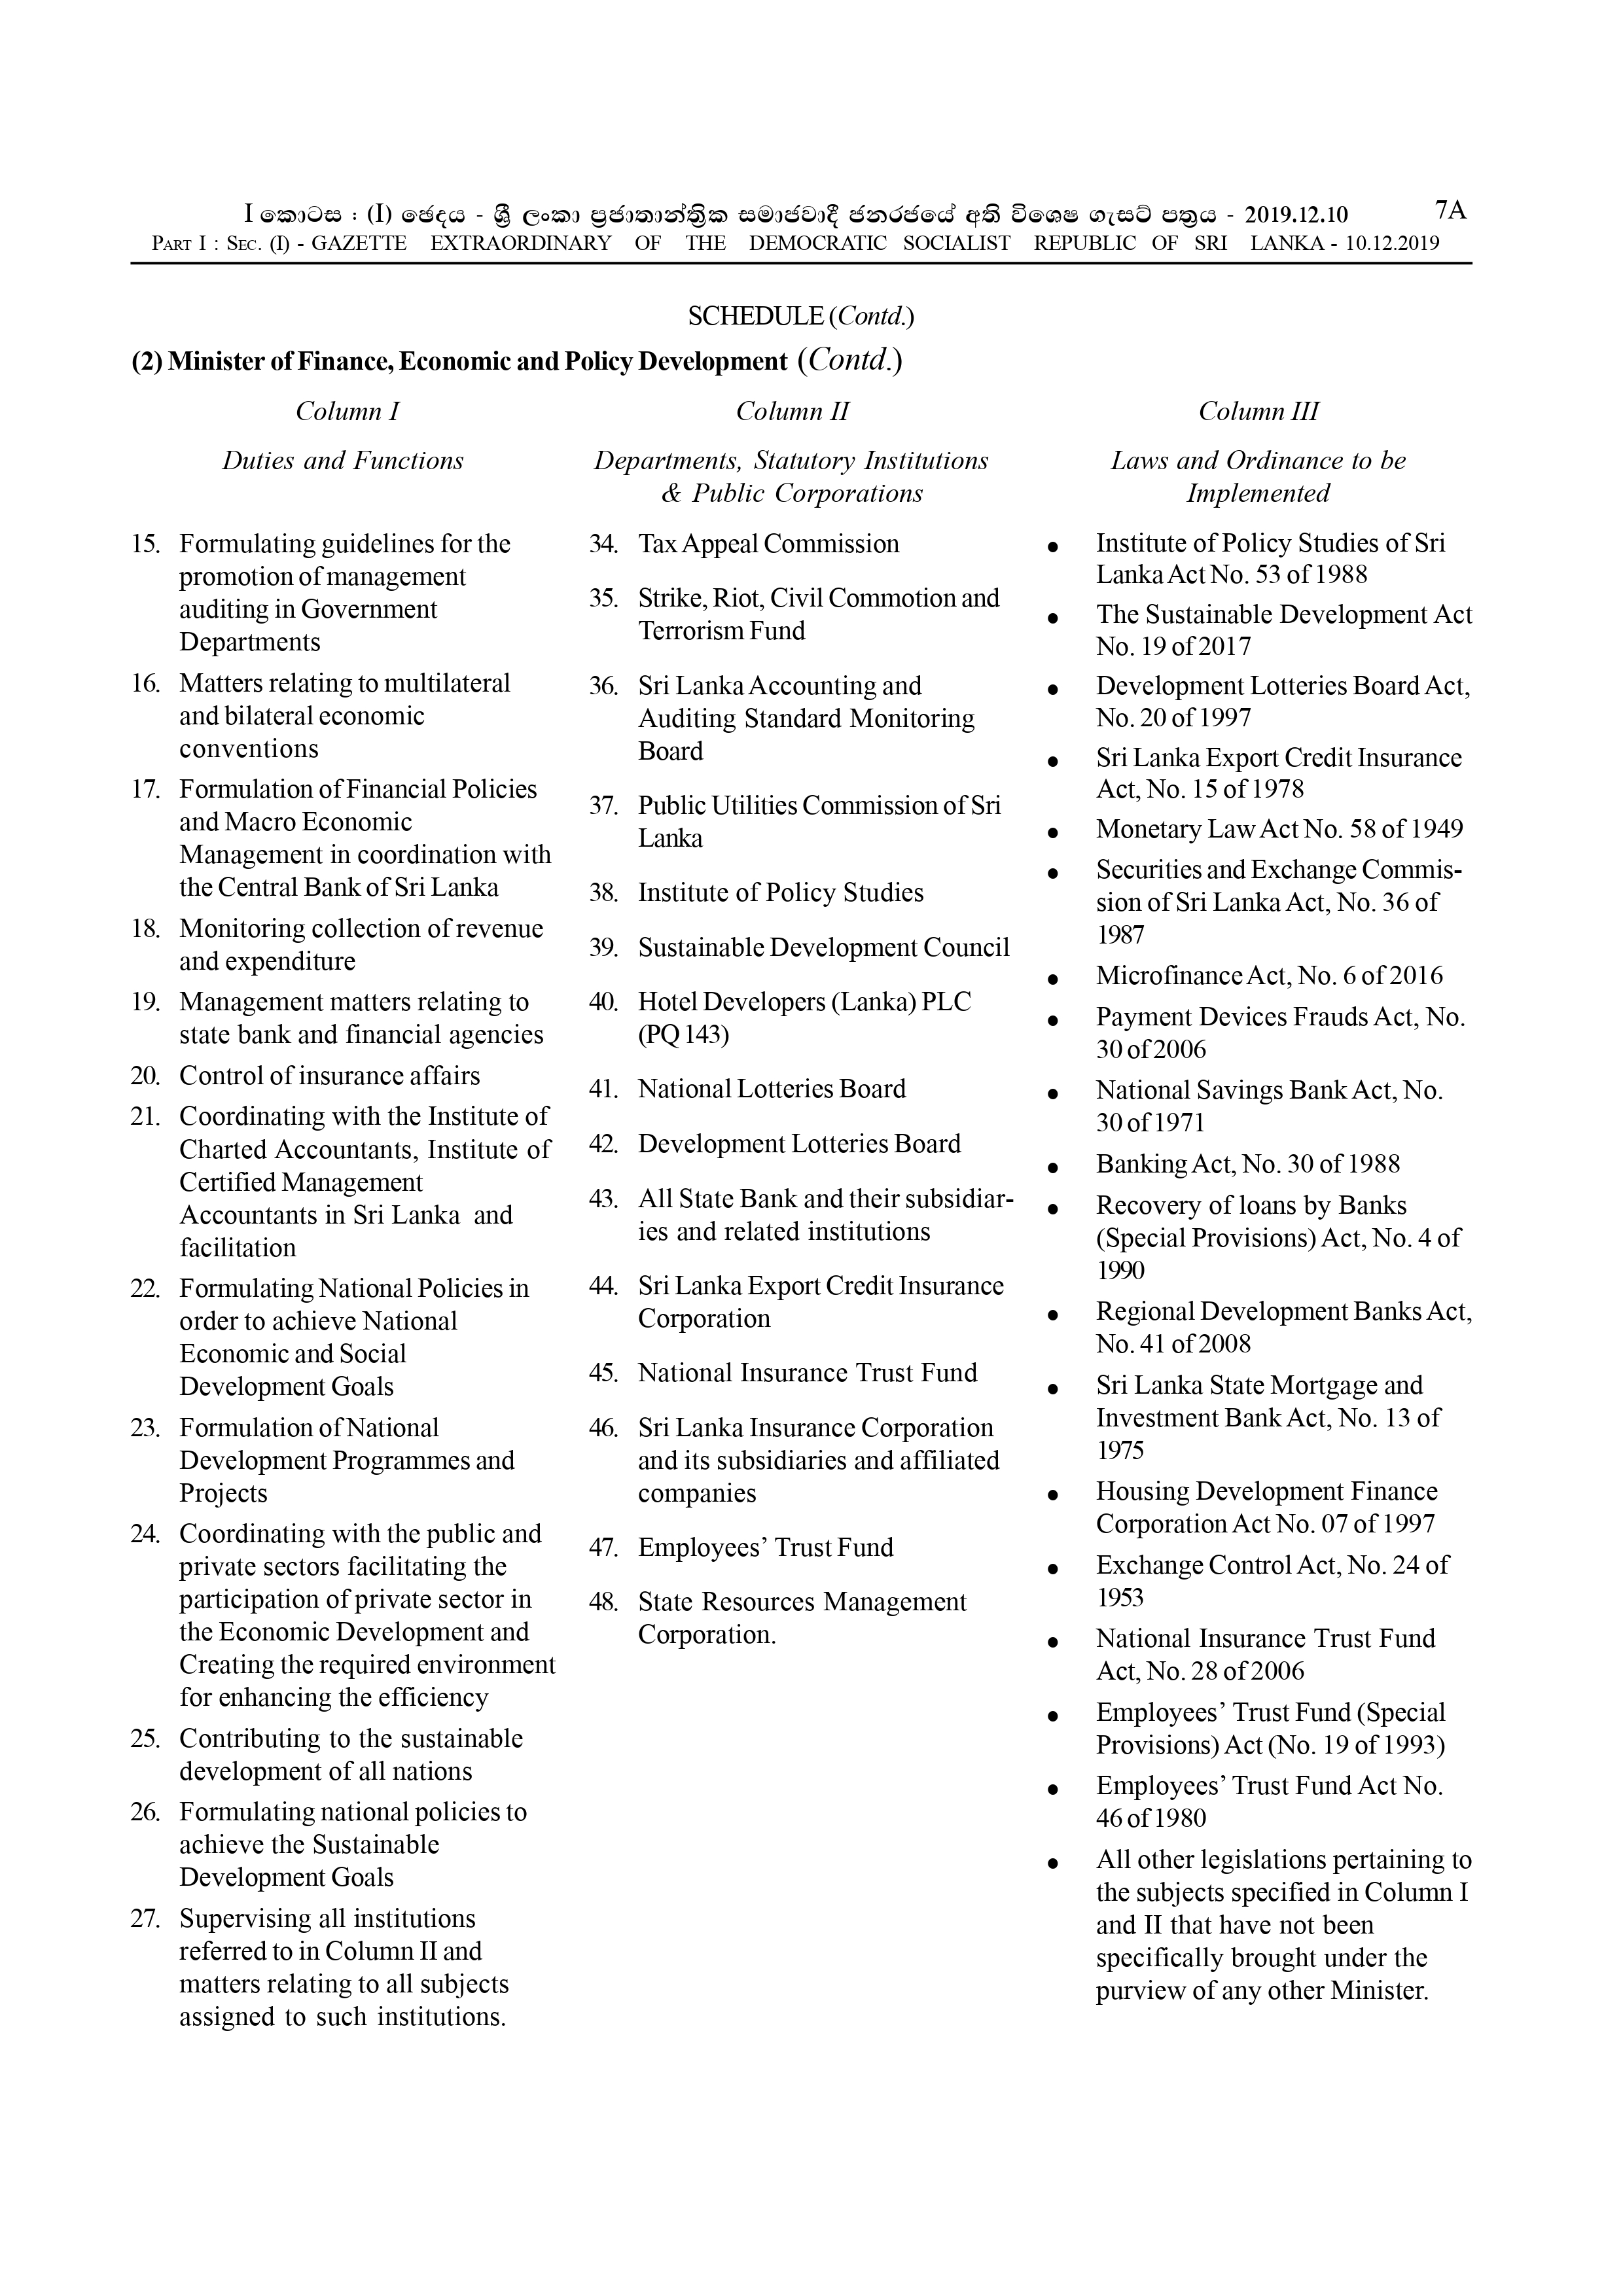 I කොටස : (I) ඡෙදය - ශ්‍රී ලංකා ප්‍රජාතාන්ත්‍රික සමාජවාදී ජනරජයේ අති විශෙෂ ගැසට් පත්‍රය - 2019.12.10
7A
PART I : SEC. (I) - GAZETTE EXTRAORDINARY OF THE DEMOCRATIC SOCIALIST REPUBLIC OF SRI LANKA - 10.12.2019
SCHEDULE (Contd.)
(2) Minister of Finance, Economic and Policy Development (Contd.)
Column I
Duties and Functions
15. Formulating guidelines for the
promotion of management
auditing in Government
Departments
16. Matters relating to multilateral
and bilateral economic
conventions
17. Formulation of Financial Policies
and Macro Economic
Management in coordination with
the Central Bank of Sri Lanka
18. Monitoring collection of revenue
and expenditure
19. Management matters relating to
state bank and financial agencies
20. Control of insurance affairs
21. Coordinating with the Institute of
Charted Accountants, Institute of
Certified Management
Accountants in Sri Lanka and
facilitation
22. Formulating National Policies in
order to achieve National
Economic and Social
Development Goals
23. Formulation of National
Development Programmes and
Projects
24. Coordinating with the public and
private sectors facilitating the
participation of private sector in
the Economic Development and
Creating the required environment
for enhancing the efficiency
25. Contributing to the sustainable
development of all nations
26. Formulating national policies to
achieve the Sustainable
Development Goals
27. Supervising all institutions
referred to in Column II and
matters relating to all subjects
assigned to such institutions.
Column II
Departments, Statutory Institutions
& Public Corporations
34. Tax Appeal Commission
35. Strike, Riot, Civil Commotion and
Terrorism Fund
36. Sri Lanka Accounting and
Auditing Standard Monitoring
Board
37. Public Utilities Commission of Sri
Lanka
38. Institute of Policy Studies
39. Sustainable Development Council
40. Hotel Developers (Lanka) PLC
(PQ 143)
41. National Lotteries Board
42. Development Lotteries Board
43. All State Bank and their subsidiar-
ies and related institutions
44. Sri Lanka Export Credit Insurance
Corporation
45. National Insurance Trust Fund
46. Sri Lanka Insurance Corporation
and its subsidiaries and affiliated
companies
47. Employees’ Trust Fund
48. State Resources Management
Corporation.
Column III
Laws and Ordinance to be
Implemented
● Institute of Policy Studies of Sri
Lanka Act No. 53 of 1988
● The Sustainable Development Act
No. 19 of 2017
● Development Lotteries Board Act,
No. 20 of 1997
● Sri Lanka Export Credit Insurance
Act, No. 15 of 1978
● Monetary Law Act No. 58 of 1949
● Securities and Exchange Commis-
sion of Sri Lanka Act, No. 36 of
1987
● Microfinance Act, No. 6 of 2016
● Payment Devices Frauds Act, No.
30 of 2006
● National Savings Bank Act, No.
30 of 1971
● Banking Act, No. 30 of 1988
● Recovery of loans by Banks
(Special Provisions) Act, No. 4 of
1990
● Regional Development Banks Act,
No. 41 of 2008
● Sri Lanka State Mortgage and
Investment Bank Act, No. 13 of
1975
● Housing Development Finance
Corporation Act No. 07 of 1997
● Exchange Control Act, No. 24 of
1953
● National Insurance Trust Fund
Act, No. 28 of 2006
● Employees’ Trust Fund (Special
Provisions) Act (No. 19 of 1993)
● Employees’ Trust Fund Act No.
46 of 1980
● All other legislations pertaining to
the subjects specified in Column I
and II that have not been
specifically brought under the
purview of any other Minister.